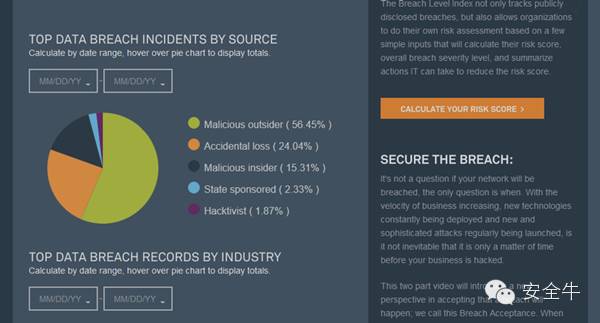 TOP DATA BREACH INCIDENTS BY SOURCE
Calculate by date range, hover over pie chart to display totals.
MM/DD/YY - MM/DD/YY
Malicious outsider ( 56.45% )
Accidental loss ( 24.04% )
Malicious insider ( 15.31% )
State sponsored ( 2.33% )
Hacktivist ( 1.87% )
TOP DATA BREACH RECORDS BY INDUSTRY
Calculate by date range, hover over pie chart to display totals.
MM/DD/YY - MM/DD/YY
The Breach Level Index not only tracks publicly
disclosed breaches, but also allows organizations
to do their own risk assessment based on a few
simple inputs that will calculate their risk score,
overall breach severity level, and summarize
actions IT can take to reduce the risk score.
CALCULATE YOUR RISK SCORE >
SECURE THE BREACH:
It's not a question if your network will be
breached, the only question is when. With the
velocity of business increasing, new technologies
constantly being deployed and new and
sophisticated attacks regularly being launched, is
it not inevitable that it is only a matter of time
before your business is hacked.
This two part video will a
perspective in accepting that a will
happen; we call this Breach Acceptance. When
安全牛